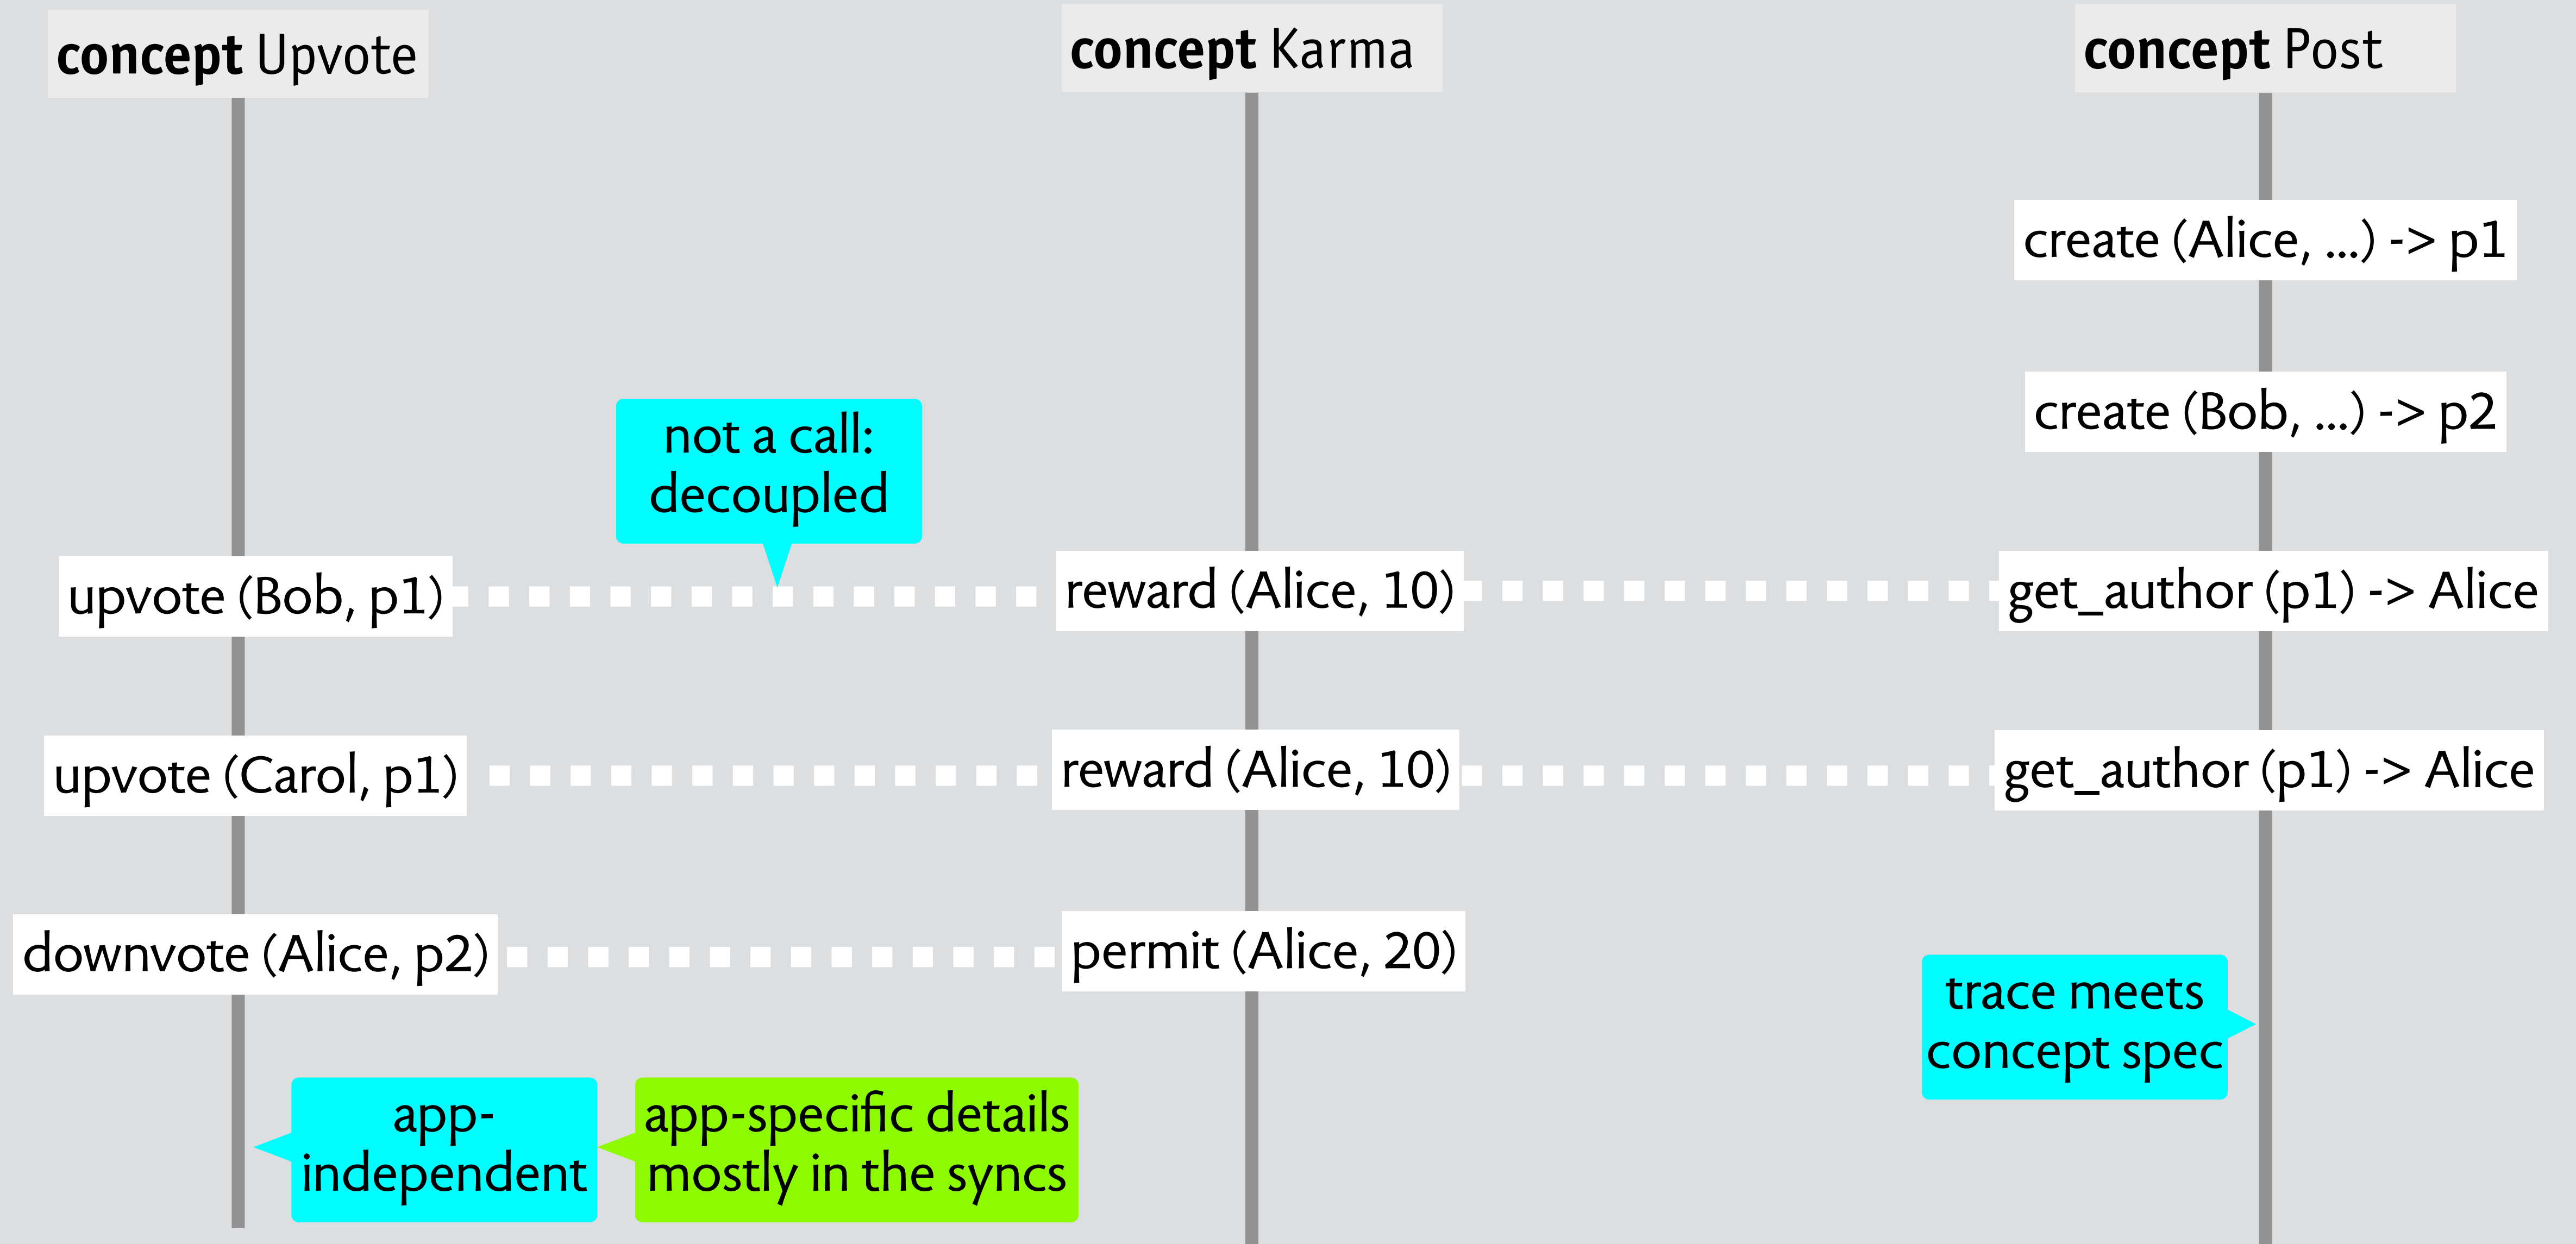 concept Upvote
concept Karma
concept Post
create (Alice, ...) -> p1
create (Bob, ...) -> p2
not a call:
decoupled
upvote (Bob, p1)
reward (Alice, 10)
get_author (p1) -> Alice
upvote (Carol, p1)
reward (Alice, 10)
get_author (p1) -> Alice
downvote (Alice, p2)
permit (Alice, 20)
trace meets
concept spec
app-
independent
app-specific details
mostly in the syncs